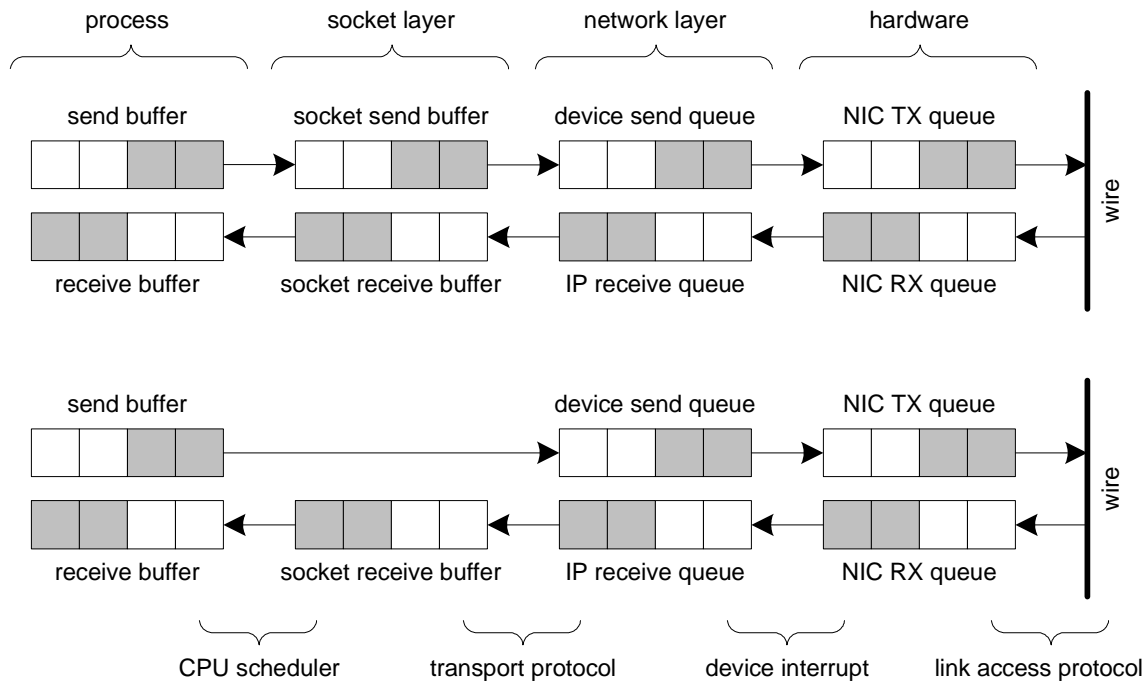 process
socket layer
network layer
hardware
send buffer
socket send buffer
device send queue
NIC TX queue
wire
receive buffer
socket receive buffer
IP receive queue
NIC RX queue
send buffer
device send queue
NIC TX queue
wire
receive buffer
socket receive buffer
IP receive queue
NIC RX queue
CPU scheduler
transport protocol
device interrupt
link access protocol